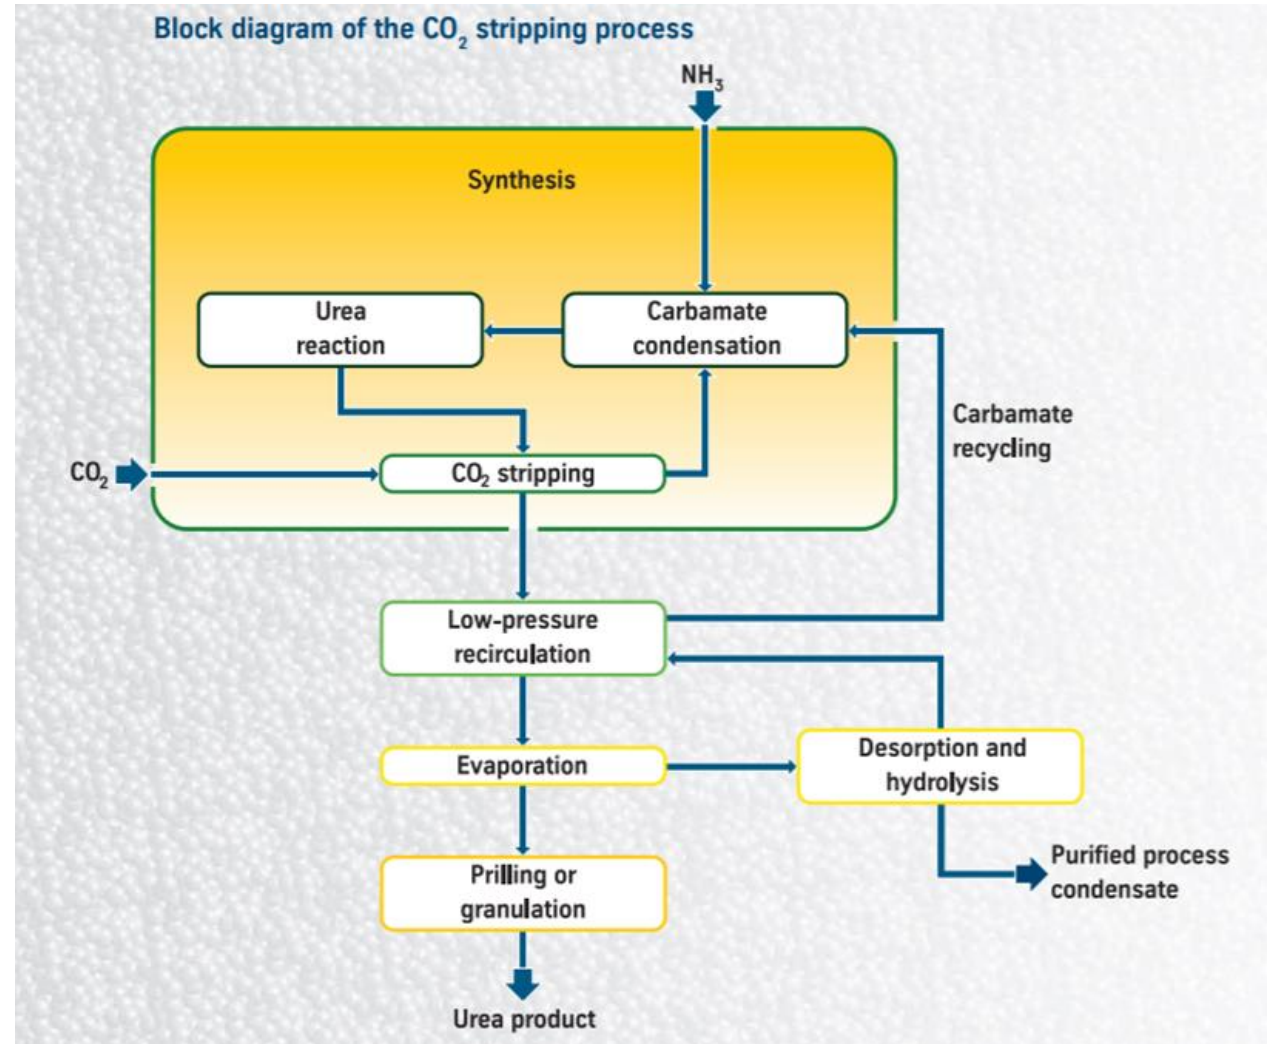 Block diagram of the CO₂ stripping process
NH₃
Synthesis
Urea
reaction
Carbamate
condensation
Carbamate
recycling
CO₂
CO₂ stripping
Low-pressure
recirculation
Evaporation
Desorption and
hydrolysis
Prilling or
granulation
Purified process
condensate
Urea product